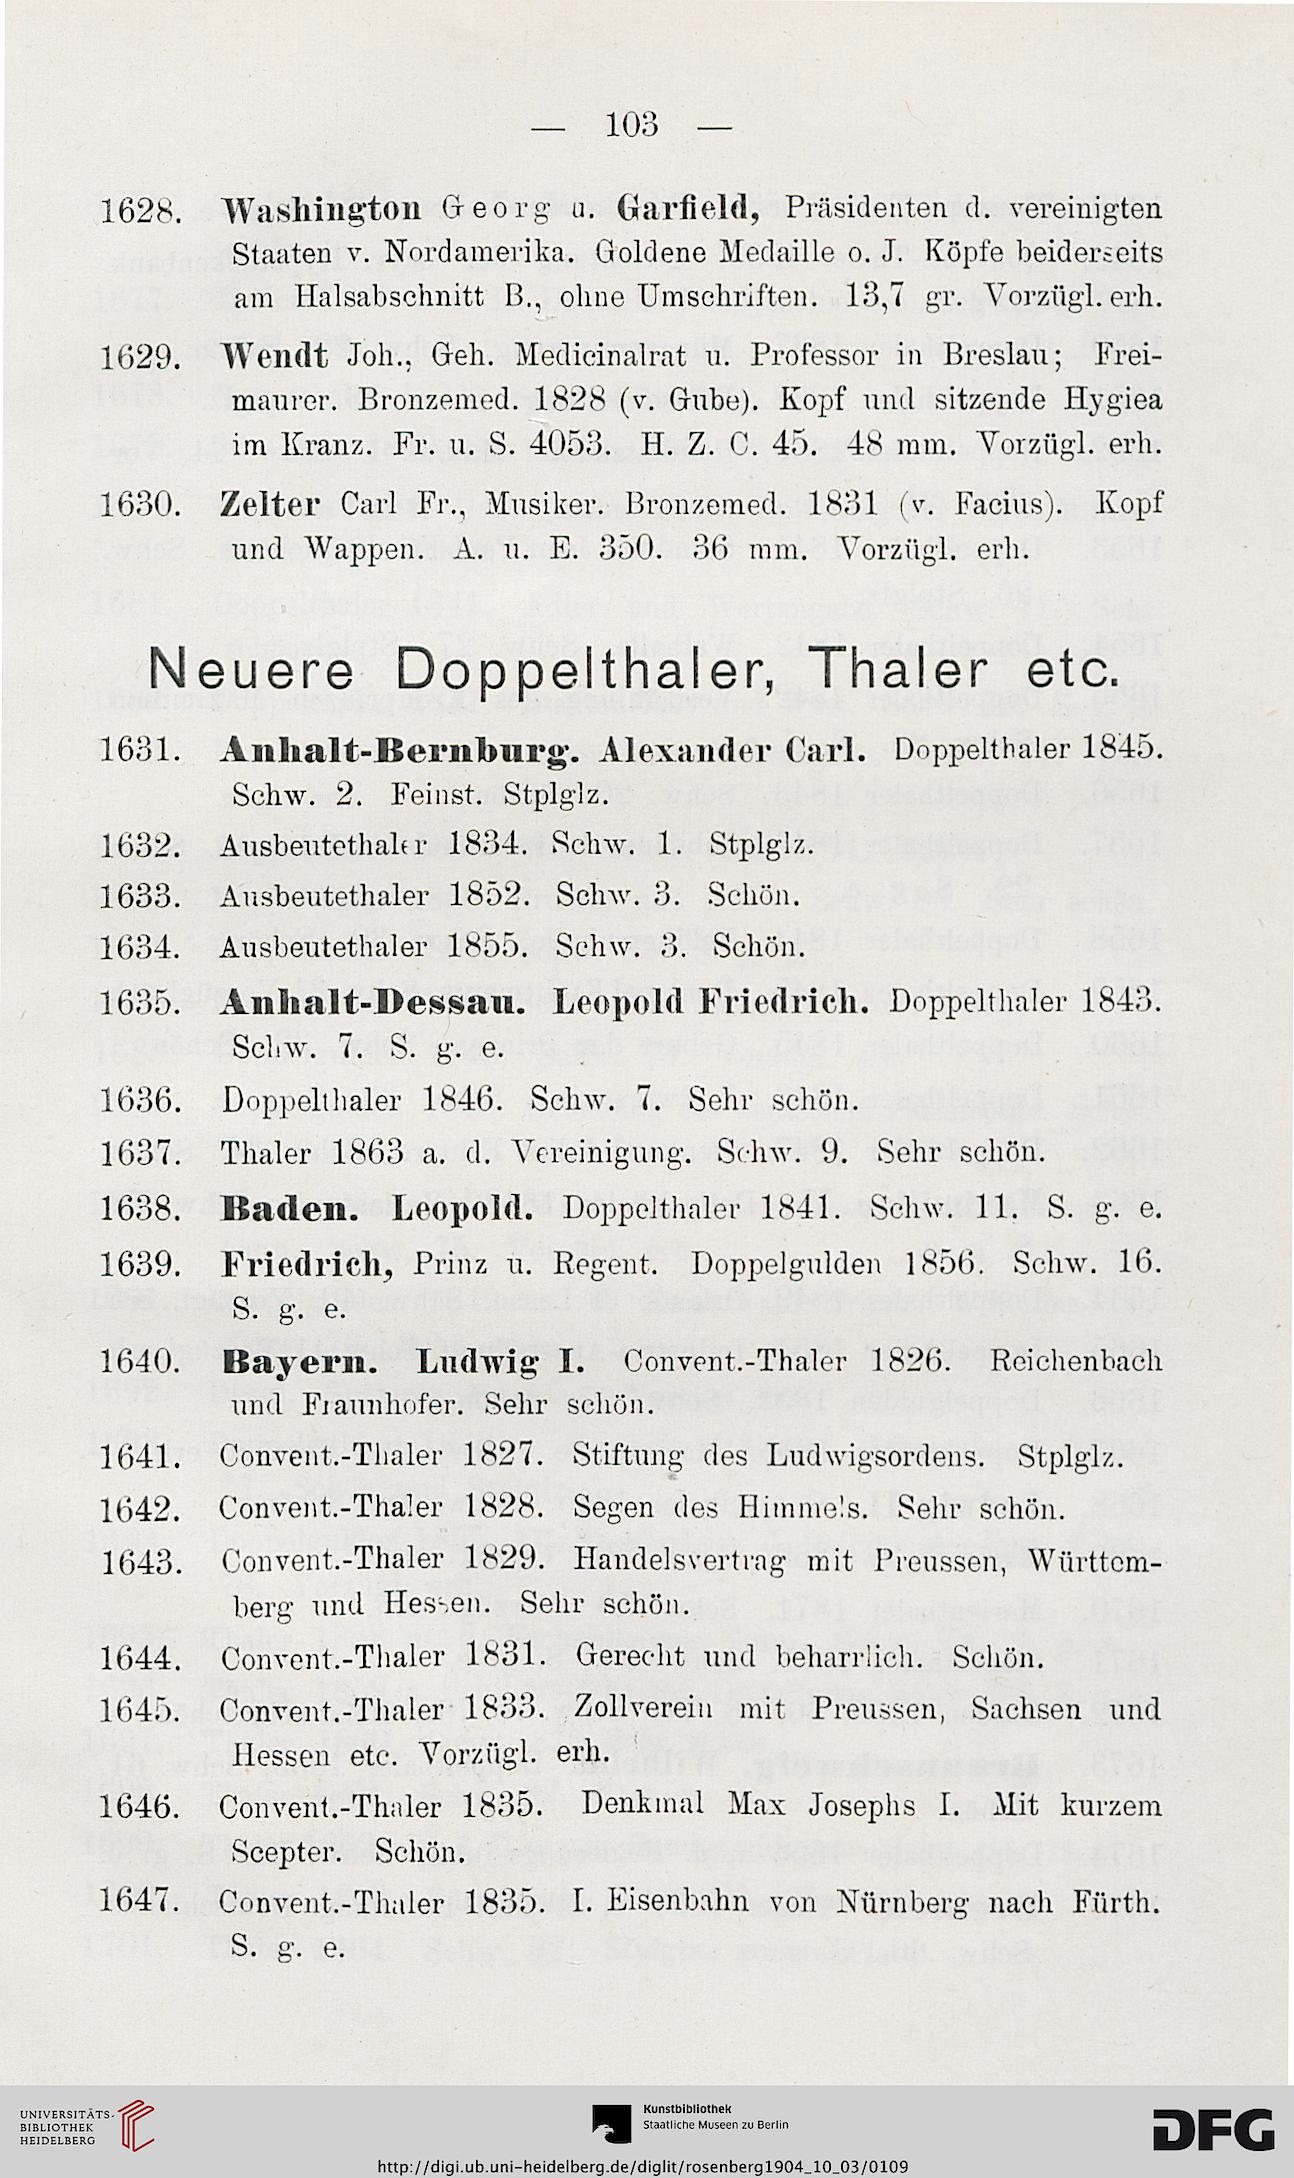 — 103 —
1628. Washington Georg u. Garfield, Präsidenten d. vereinigten
Staaten v. Nordamerika. Goldene Medaille o. J. Köpfe beiderseits
am Halsabschnitt B., ohne Umschriften. 13,7 gr. Vorzügl. erh.
1629. Wendt Joh., Geh. Medicinalrat u. Professor in Breslau; Frei-
maurer. Bronzemed. 1828 (v. Gube). Kopf und sitzende Hygiea
im Kranz. Fr. u. S. 4053. H. Z. C. 45. 48 mm. Vorzügl. erh.
1630. Zelter Carl Fr., Musiker. Bronzemed. 1831 (v. Facius). Kopf
und Wappen. A. u. E. 350. 36 mm. Vorzügl. erh.
Neuere Doppelthaler, Thaler etc.
1631. Anhalt-Bernburg. Alexander Carl. Doppelthaler 1845.
Schw. 2. Feinst. Stplglz.
1632. Ausbeutethaler 1834. Schw. 1. Stplglz.
1633. Ausbeutethaler 1852. Schw. 3. Schön.
1634. Ausbeutethaler 1855. Schw. 3. Schön.
1635. Anhalt-Dessau. Leopold Friedrich. Doppelthaler 1843.
Schw. 7. S. g. e.
1636. Doppelthaler 1846. Schw. 7. Sehr schön.
1637. Thaler 1863 a. d. Vereinigung. Schw. 9. Sehr schön.
1638. Baden. Leopold. Doppelthaler 1841. Schw. 11. S. g. e.
1639. Friedrich, Prinz u. Regent. Doppelgulden 1856. Schw. 16.
S. g. e.
1640. Bayern. Ludwig I. Convent.-Thaler 1826. Reichenbach
und Fraunhofer. Sehr schön.
1641. Convent.-Thaler 1827. Stiftung des Ludwigsordens. Stplglz.
1642. Convent.-Thaler 1828. Segen des Himmels. Sehr schön.
1643. Convent.-Thaler 1829. Handelsvertrag mit Preussen, Württem-
berg und Hessen. Sehr schön.
1644. Convent.-Thaler 1831. Gerecht und beharrlich. Schön.
1645. Convent.-Thaler 1833. Zollverein mit Preussen, Sachsen und
Hessen etc. Vorzügl. erh.
1646. Convent.-Thaler 1835. Denkmal Max Josephs I. Mit kurzem
Scepter. Schön.
1647. Convent.-Thaler 1835. I. Eisenbahn von Nürnberg nach Fürth.
S. g. e.
UNIVERSITÄTS-
BIBLIOTHEK
HEIDELBERG
Kunstbibliothek
Staatliche Museen zu Berlin
DFG
http://digi.ub.uni-heidelberg.de/diglit/rosenberg1904_10_03/0109